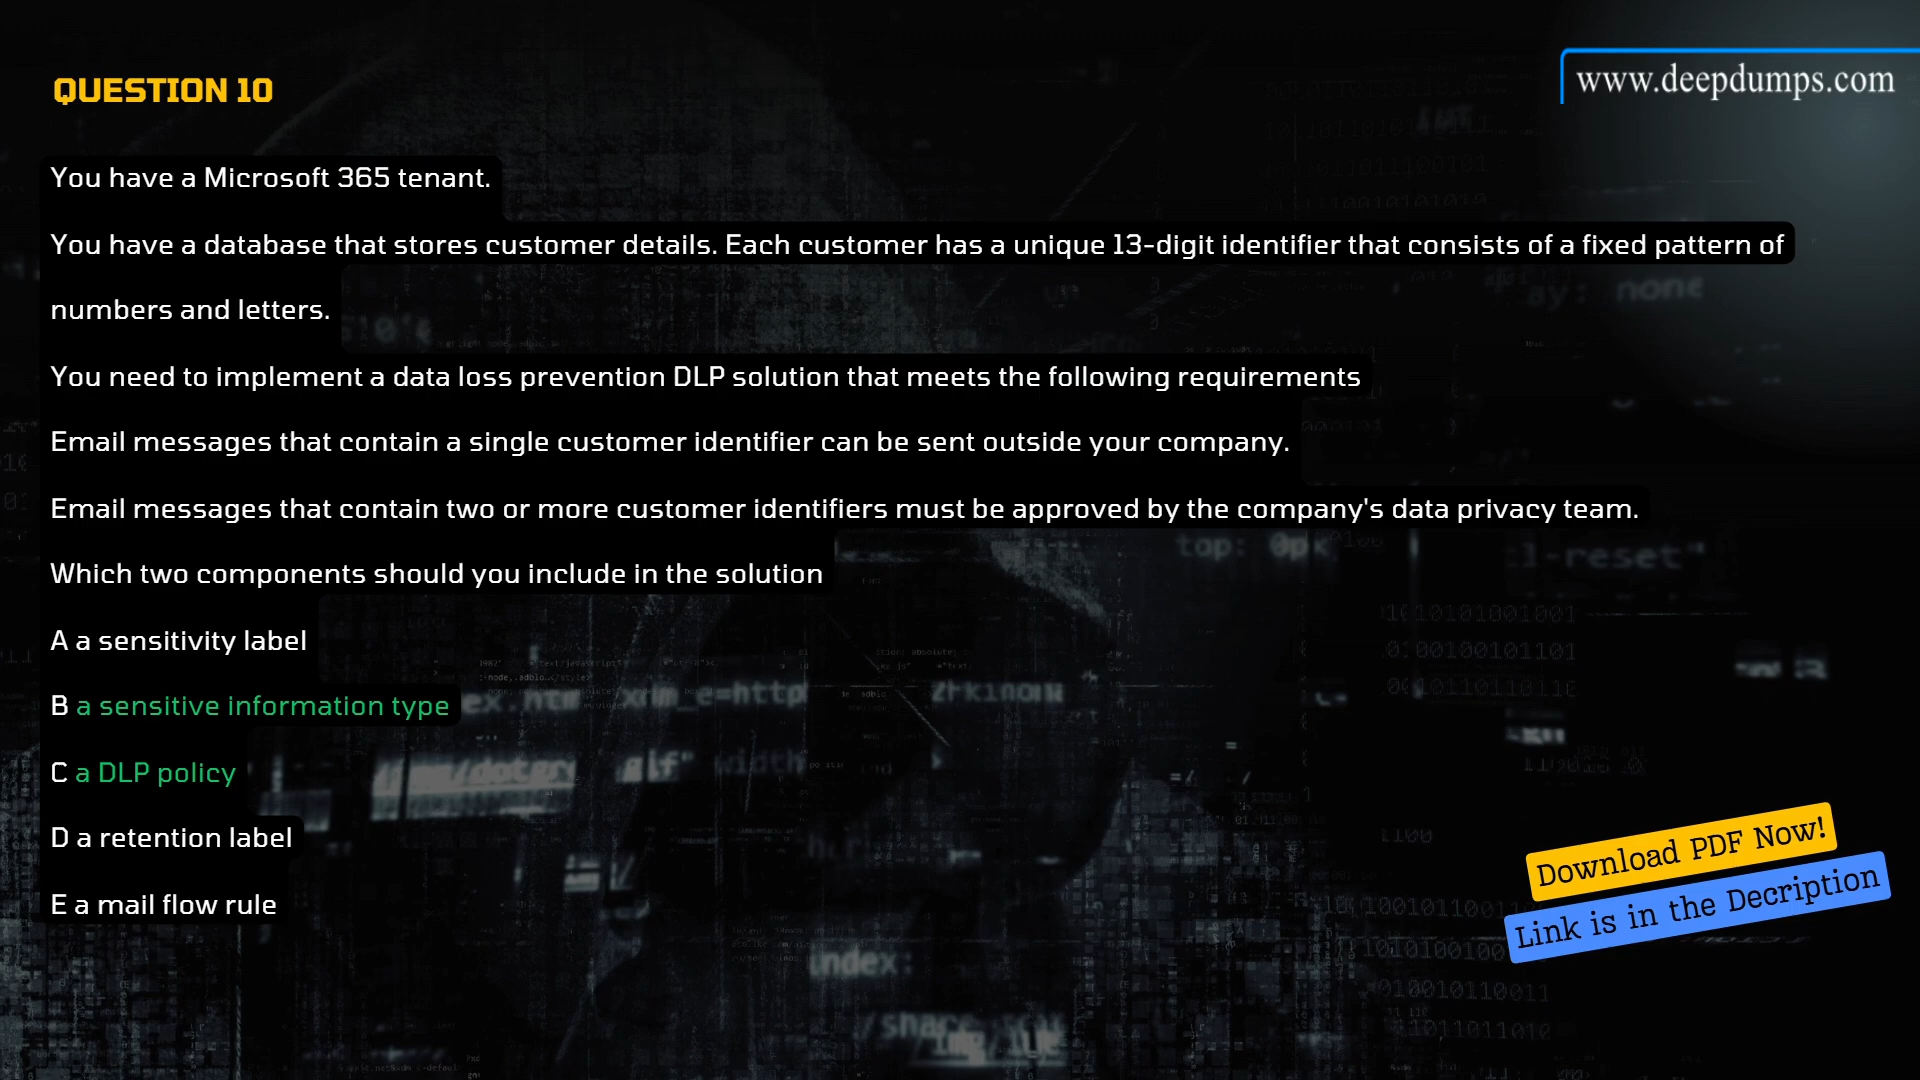 QUESTION 10
www.deepdumps.com
You have a Microsoft 365 tenant.
You have a database that stores customer details. Each customer has a unique 13-digit identifier that consists of a fixed pattern of
numbers and letters.
You need to implement a data loss prevention DLP solution that meets the following requirements
Email messages that contain a single customer identifier can be sent outside your company.
Email messages that contain two or more customer identifiers must be approved by the company's data privacy team.
Which two components should you include in the solution
A a sensitivity label
B a sensitive information type
C a DLP policy
D a retention label
E a mail flow rule
Download PDF Now!
Link is in the Decription